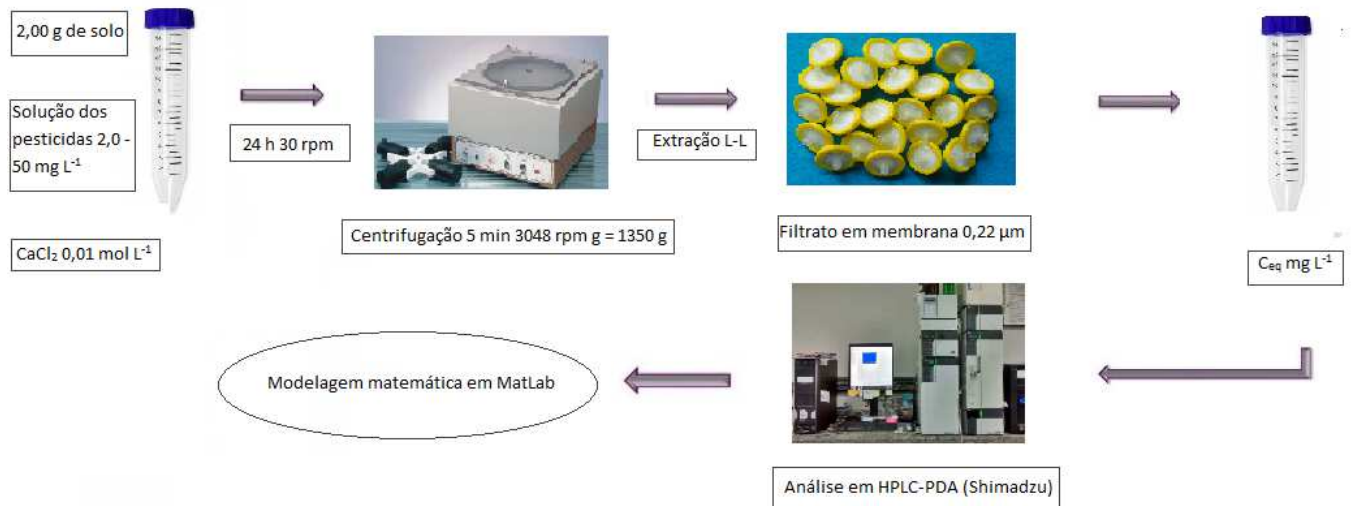 2,00 g de solo
Solução dos
pesticidas 2,0 -
50 mg L⁻¹
CaCl₂ 0,01 mol L⁻¹
24 h 30 rpm
Centrifugação 5 min 3048 rpm g = 1350 g
Extração L-L
Filtrato em membrana 0,22 µm
Ceq mg L⁻¹
Análise em HPLC-PDA (Shimadzu)
Modelagem matemática em MatLab